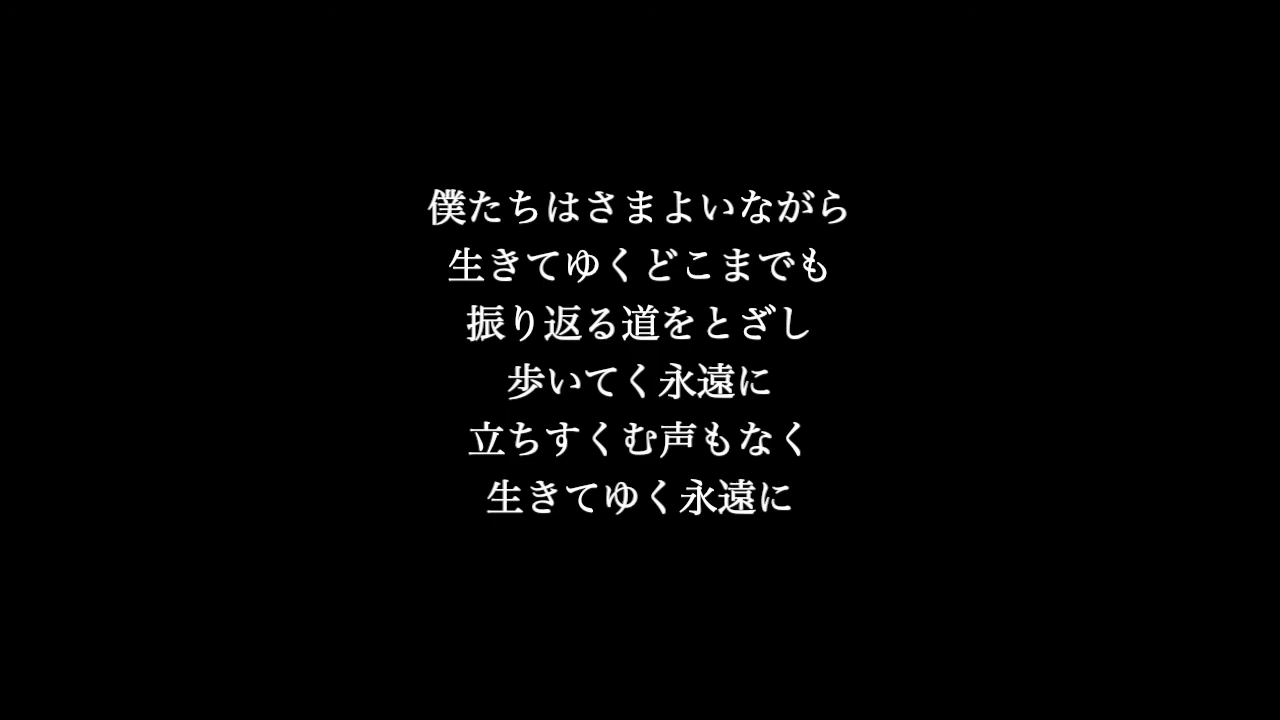 僕たちはさまよいながら
生きてゆくどこまでも
振り返る道をとざし
歩いてく永遠に
立ちすくむ声もなく
生きてゆく永遠に